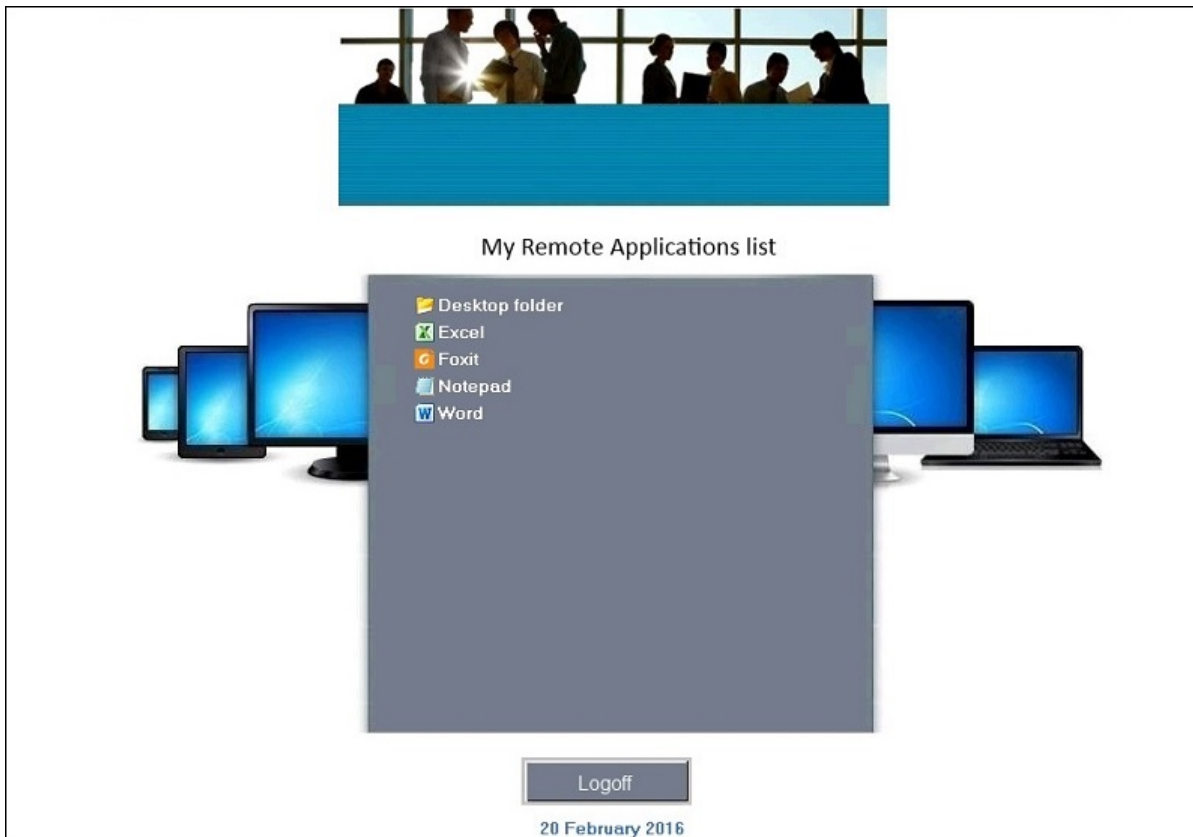 My Remote Applications list
Desktop folder
Excel
Foxit
Notepad
Word
Logoff
20 February 2016